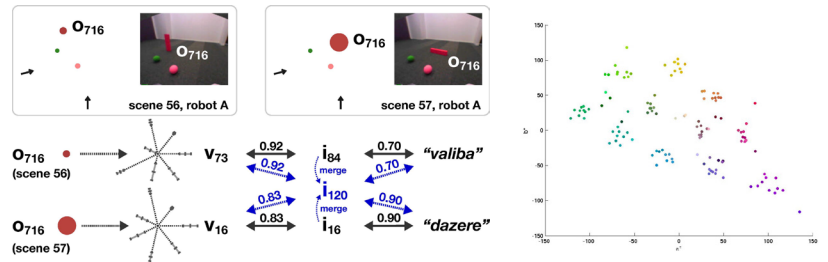 O716
O716
scene 56, robot A
O716
O716
scene 57, robot A
O716
(scene 56)
v73
0.92
0.92
i84
merge
i120
merge
i16
0.70
0.70
"valiba"
O716
(scene 57)
v16
0.83
0.83
0.90
0.90
"dazere"
150
100
50
0
-50
-100
-150
-150
-100
-50
0
50
100
150
b*
a*